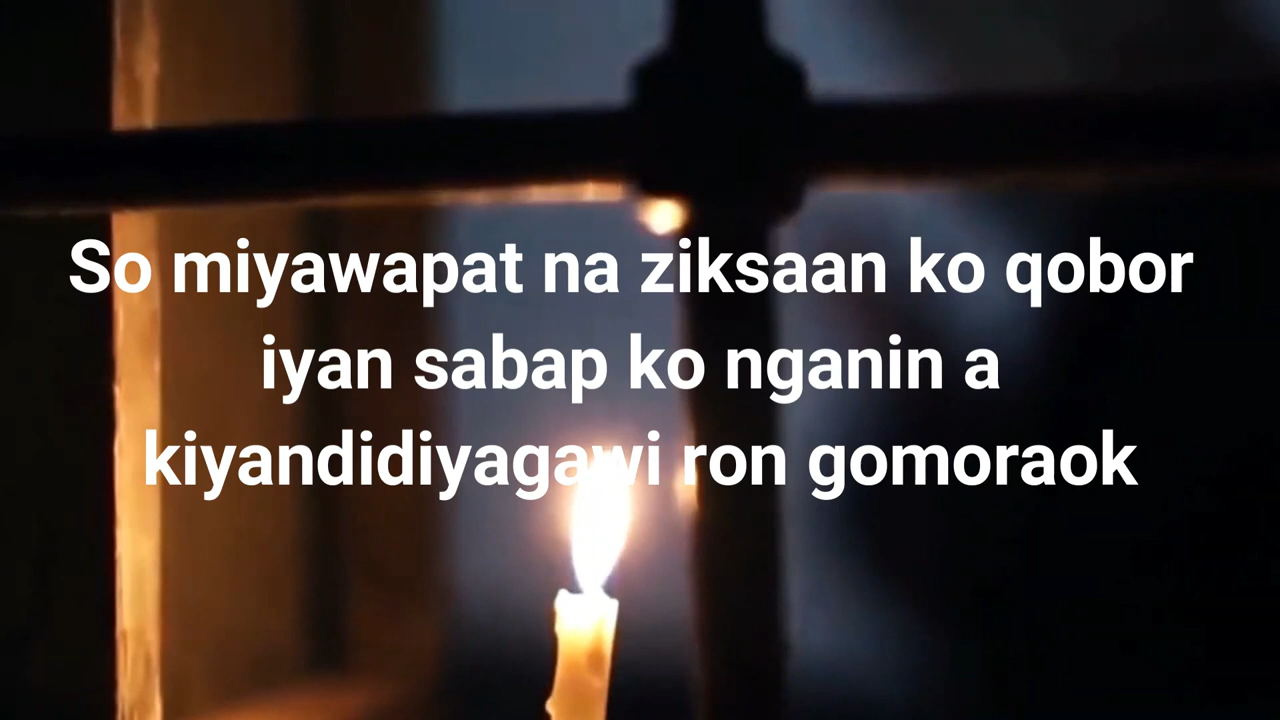 So miyawapat na ziksaan ko qobor
iyan sabap ko nganin a
kiyandidiyagawi ron gomoraok